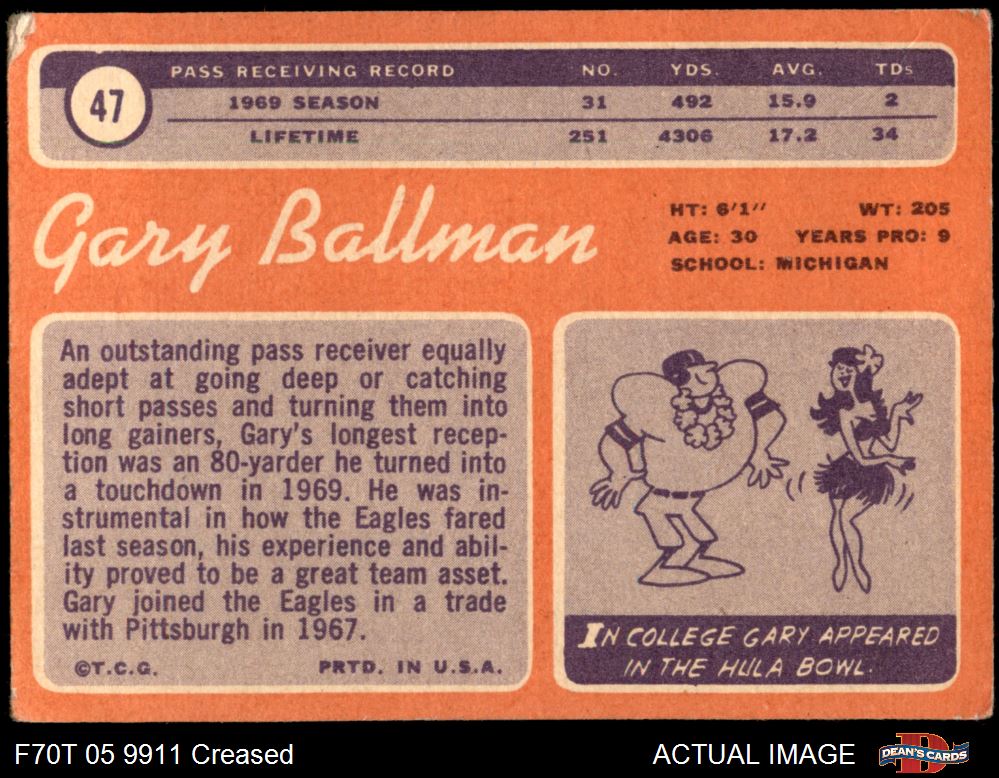 47
PASS RECEIVING RECORD NO. YDS. AVG. TDs
1969 SEASON 31 492 15.9 2
LIFETIME 251 4306 17.2 34
Gary Ballman
HT: 6'1" WT: 205
AGE: 30 YEARS PRO: 9
SCHOOL: MICHIGAN
An outstanding pass receiver equally
adept at going deep or catching
short passes and turning them into
long gainers, Gary's longest recep-
tion was an 80-yarder he turned into
a touchdown in 1969. He was in-
strumental in how the Eagles fared
last season, his experience and abil-
ity proved to be a great team asset.
Gary joined the Eagles in a trade
with Pittsburgh in 1967.
©T.C.G. PRTD. IN U.S.A.
IN COLLEGE GARY APPEARED
IN THE HULA BOWL.
F70T 05 9911 Creased
ACTUAL IMAGE
D
DEAN'S CARDS